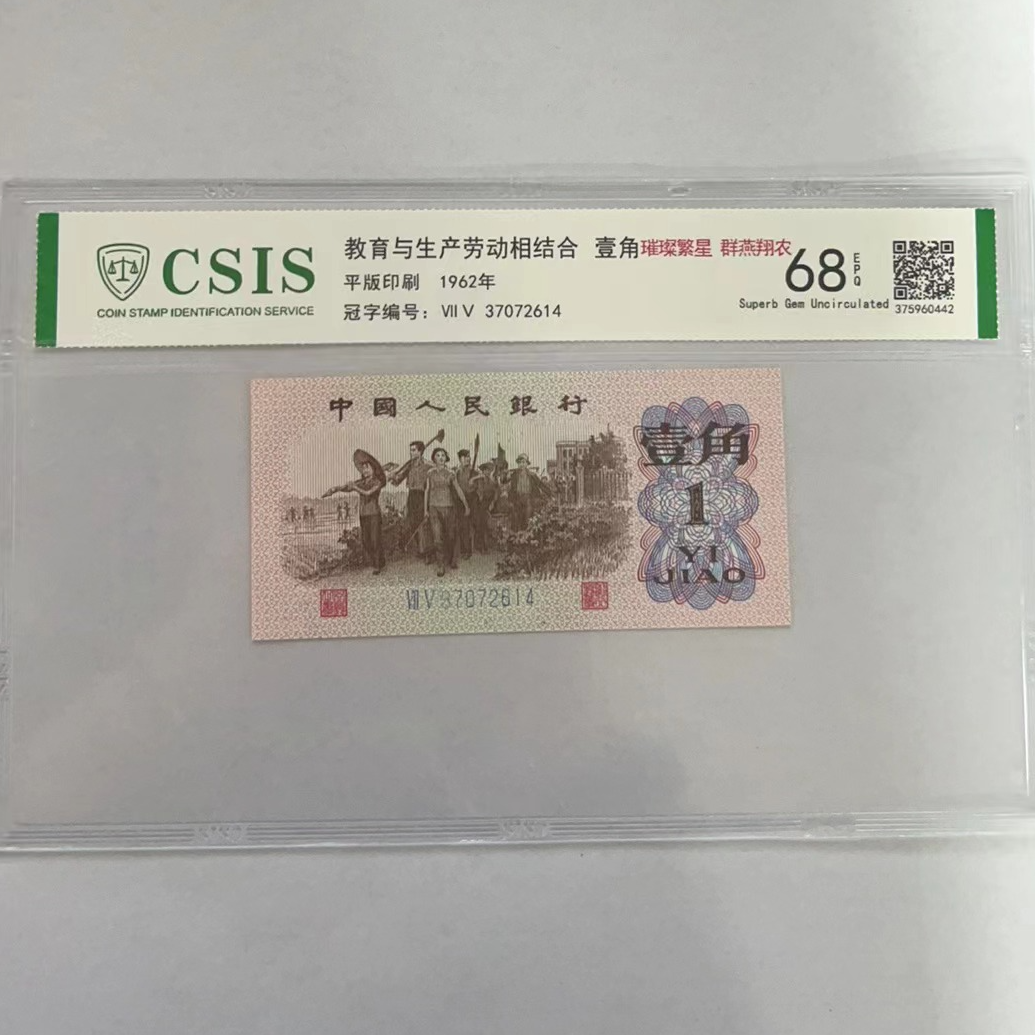 CSIS
COIN STAMP IDENTIFICATION SERVICE
教育与生产劳动相结合 壹角璀璨繁星 群燕翔农
平版印刷 1962年
冠字编号： VII V 37072614
68
EPQ
Superb Gem Uncirculated
375960442
中國人民銀行
壹角
1
YI
JIAO
VII V 37072614